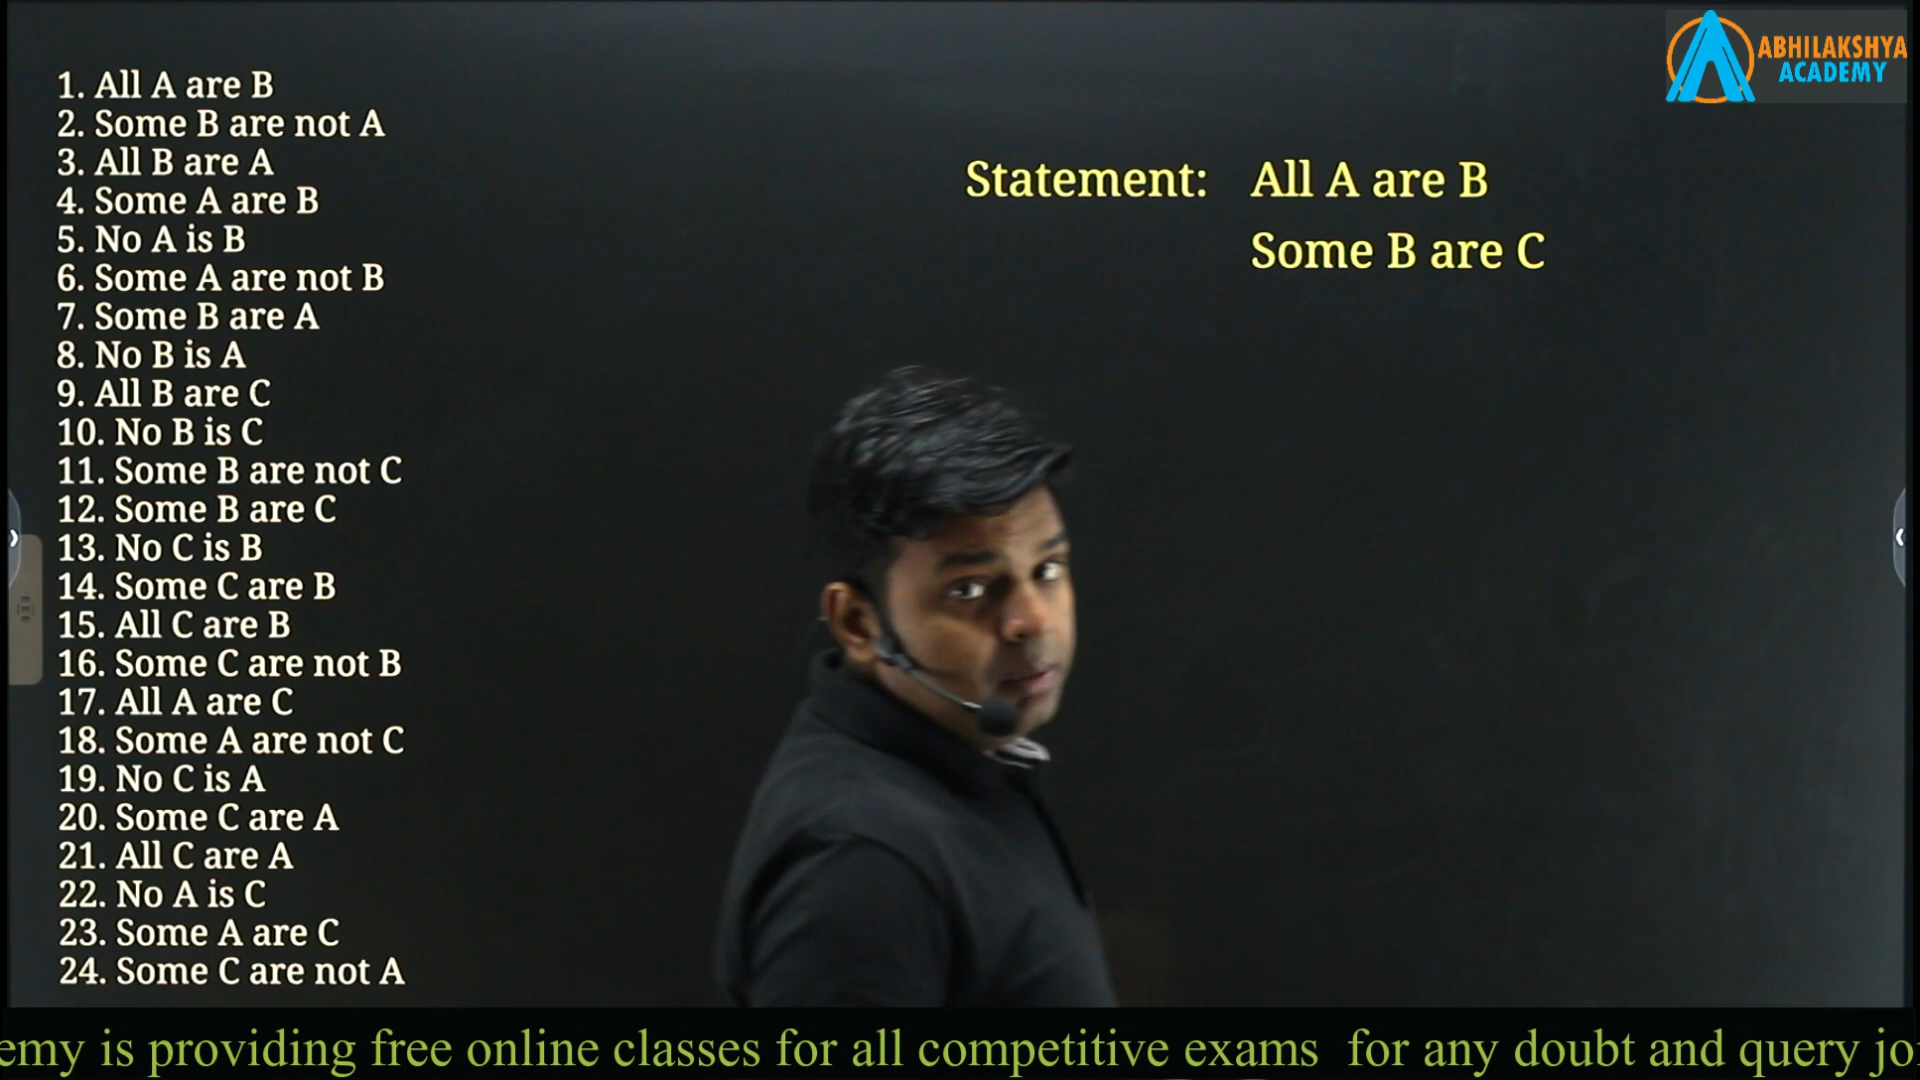 ABHILAKSHYA
ACADEMY
1. All A are B
2. Some B are not A
3. All B are A
4. Some A are B
5. No A is B
6. Some A are not B
7. Some B are A
8. No B is A
9. All B are C
10. No B is C
11. Some B are not C
12. Some B are C
13. No C is B
14. Some C are B
15. All C are B
16. Some C are not B
17. All A are C
18. Some A are not C
19. No C is A
20. Some C are A
21. All C are A
22. No A is C
23. Some A are C
24. Some C are not A
Statement: All A are B
Some B are C
emy is providing free online classes for all competitive exams for any doubt and query jo